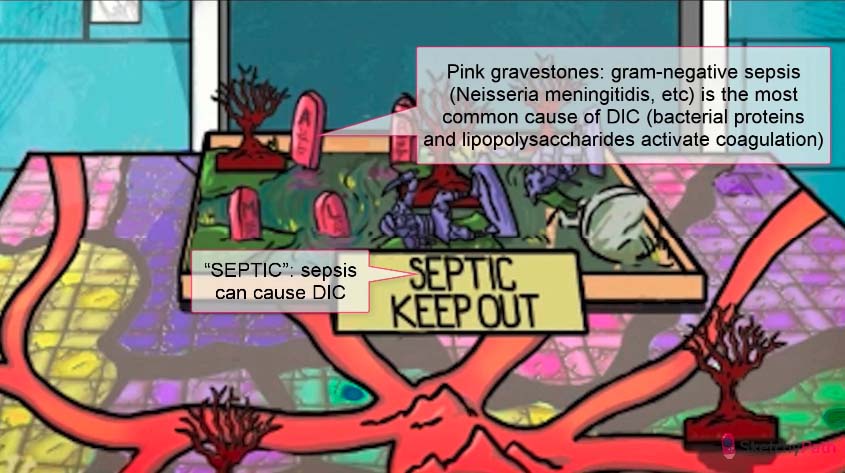 Pink gravestones: gram-negative sepsis
(Neisseria meningitidis, etc) is the most
common cause of DIC (bacterial proteins
and lipopolysaccharides activate coagulation)
“SEPTIC”: sepsis
can cause DIC
SEPTIC
KEEP OUT
SketchyPath